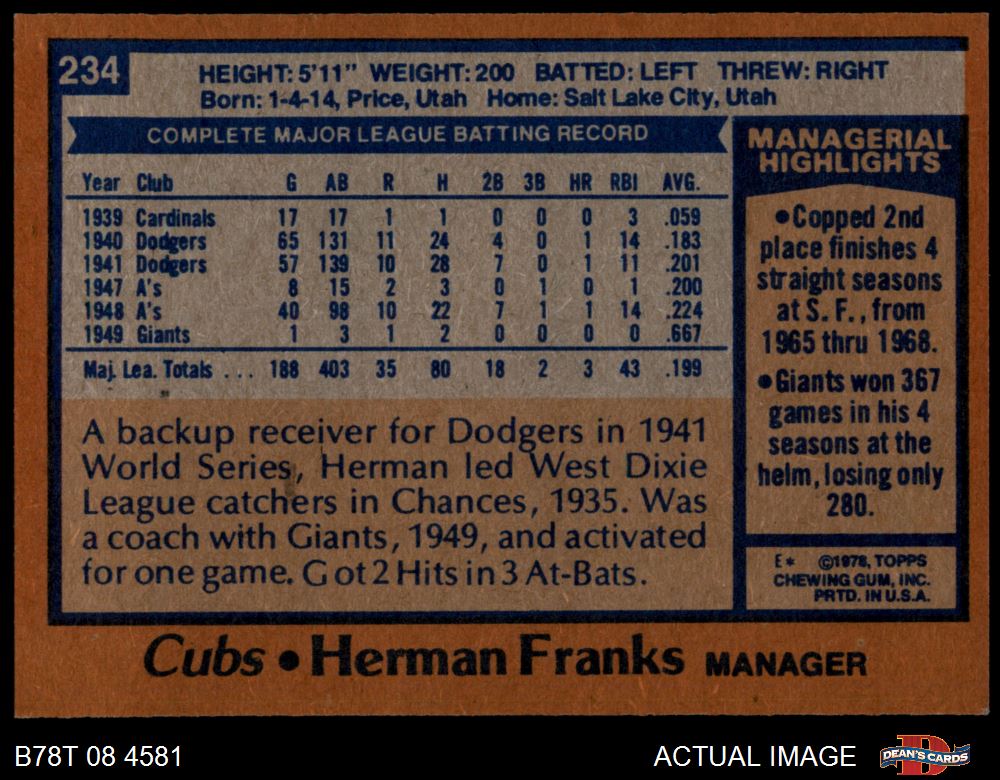 234
HEIGHT: 5'11" WEIGHT: 200 BATTED: LEFT THREW: RIGHT
Born: 1-4-14, Price, Utah Home: Salt Lake City, Utah
COMPLETE MAJOR LEAGUE BATTING RECORD
Year Club G AB R H 2B 3B HR RBI AVG.
1939 Cardinals 17 17 1 1 0 0 0 3 .059
1940 Dodgers 65 131 11 24 4 0 1 14 .183
1941 Dodgers 57 139 10 28 7 0 1 11 .201
1947 A's 8 15 2 3 0 1 0 1 .200
1948 A's 40 98 10 22 7 1 1 14 .224
1949 Giants 1 3 1 2 0 0 0 0 .667
Maj. Lea. Totals ... 188 403 35 80 18 2 3 43 .199
A backup receiver for Dodgers in 1941
World Series, Herman led West Dixie
League catchers in Chances, 1935. Was
a coach with Giants, 1949, and activated
for one game. Got 2 Hits in 3 At-Bats.
MANAGERIAL
HIGHLIGHTS
•Copped 2nd
place finishes 4
straight seasons
at S. F., from
1965 thru 1968.
•Giants won 367
games in his 4
seasons at the
helm, losing only
280.
E* ©1978, TOPPS
CHEWING GUM, INC.
PRTD. IN U.S.A.
Cubs • Herman Franks MANAGER
B78T 08 4581
ACTUAL IMAGE
DEAN'S CARDS